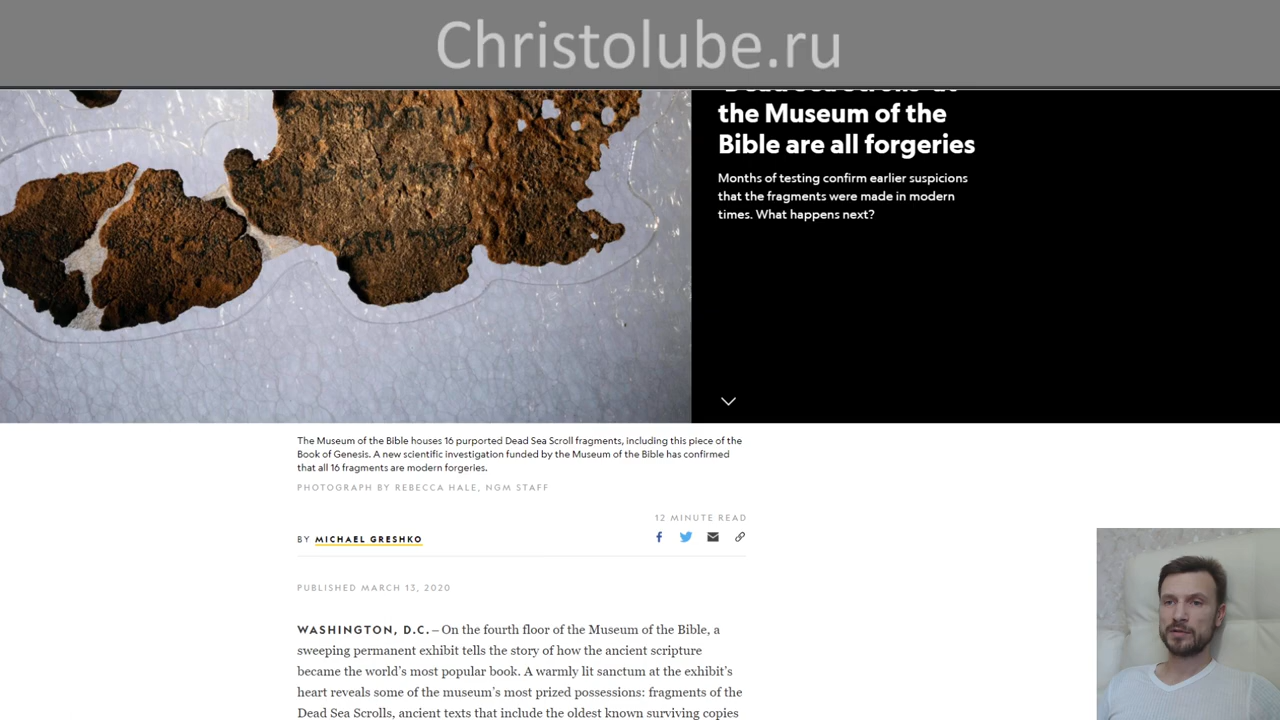 Christolube.ru
the Museum of the
Bible are all forgeries
Months of testing confirm earlier suspicions
that the fragments were made in modern
times. What happens next?
The Museum of the Bible houses 16 purported Dead Sea Scroll fragments, including this piece of the
Book of Genesis. A new scientific investigation funded by the Museum of the Bible has confirmed
that all 16 fragments are modern forgeries.
PHOTOGRAPH BY REBECCA HALE, NGM STAFF
12 MINUTE READ
BY MICHAEL GRESHKO
PUBLISHED MARCH 13, 2020
WASHINGTON, D.C. – On the fourth floor of the Museum of the Bible, a
sweeping permanent exhibit tells the story of how the ancient scripture
became the world's most popular book. A warmly lit sanctum at the exhibit's
heart reveals some of the museum's most prized possessions: fragments of the
Dead Sea Scrolls, ancient texts that include the oldest known surviving copies